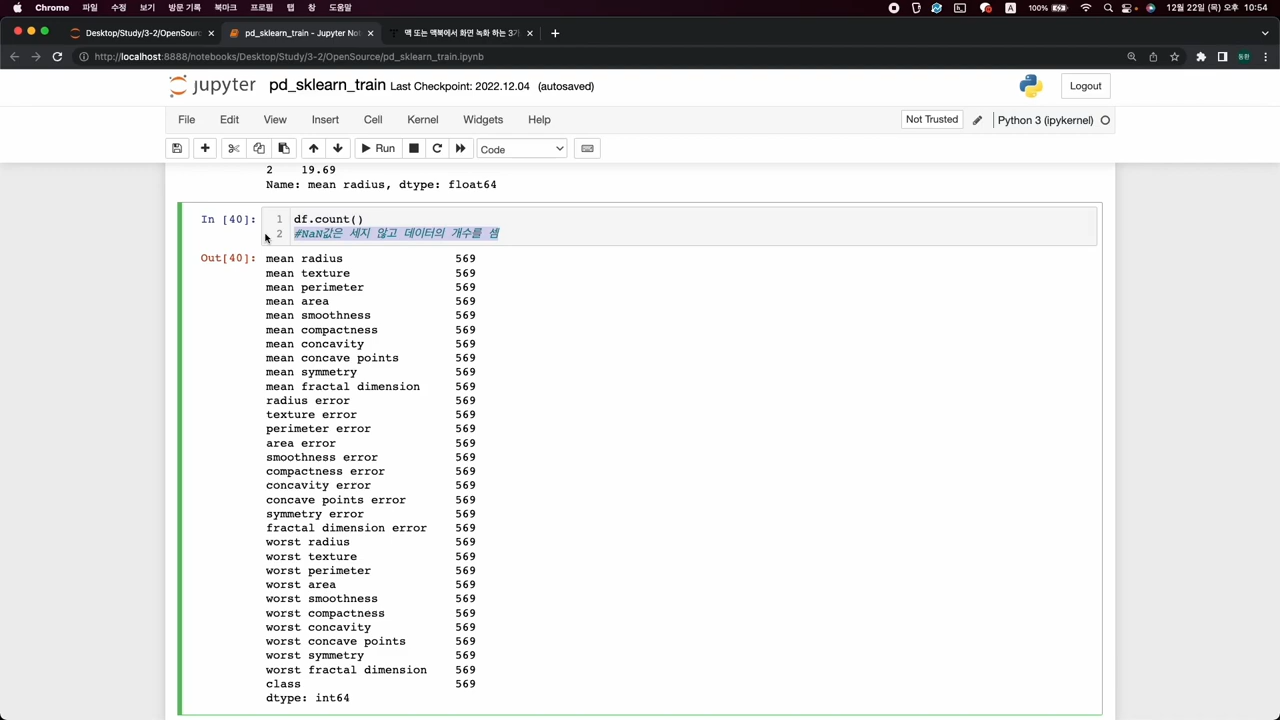 Chrome 파일 수정 보기 방문 기록 북마크 프로필 탭 창 도움말 100% 12월 22일 (목) 오후 10:54
Desktop/Study/3-2/OpenSourc pd_sklearn_train - Jupyter Not 맥 또는 맥북에서 화면 녹화 하는 3가
http://localhost:8888/notebooks/Desktop/Study/3-2/OpenSource/pd_sklearn_train.ipynb
jupyter pd_sklearn_train Last Checkpoint: 2022.12.04 (autosaved) Logout
File Edit View Insert Cell Kernel Widgets Help Not Trusted Python 3 (ipykernel)
Run Code
2 19.69
Name: mean radius, dtype: float64
In [40]: 1 df.count()
2 #NaN값은 세지 않고 데이터의 개수를 셈
Out[40]: mean radius 569
mean texture 569
mean perimeter 569
mean area 569
mean smoothness 569
mean compactness 569
mean concavity 569
mean concave points 569
mean symmetry 569
mean fractal dimension 569
radius error 569
texture error 569
perimeter error 569
area error 569
smoothness error 569
compactness error 569
concavity error 569
concave points error 569
symmetry error 569
fractal dimension error 569
worst radius 569
worst texture 569
worst perimeter 569
worst area 569
worst smoothness 569
worst compactness 569
worst concavity 569
worst concave points 569
worst symmetry 569
worst fractal dimension 569
class 569
dtype: int64